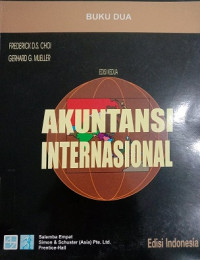 BUKU DUA
FREDERICK D.S. CHOI
GERHARD G. MUELLER
EDISI KEDUA
AKUNTANSI
INTERNASIONAL
Salemba Empat
Simon & Schuster (Asia) Pte. Ltd.
Prentice-Hall
Edisi Indonesia